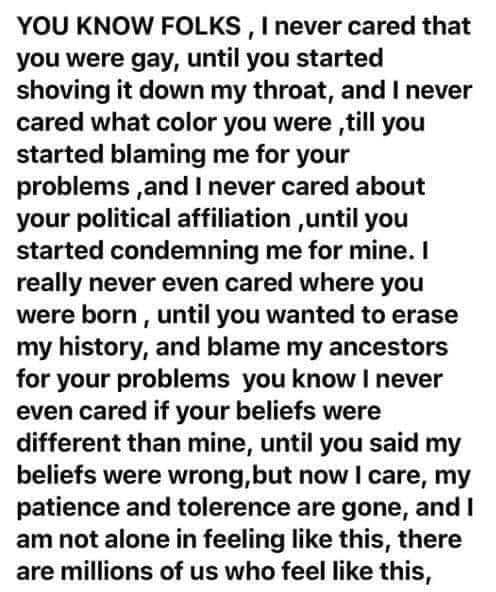 YOU KNOW FOLKS , I never cared that
you were gay, until you started
shoving it down my throat, and I never
cared what color you were ,till you
started blaming me for your
problems ,and I never cared about
your political affiliation ,until you
started condemning me for mine. I
really never even cared where you
were born , until you wanted to erase
my history, and blame my ancestors
for your problems  you know I never
even cared if your beliefs were
different than mine, until you said my
beliefs were wrong,but now I care, my
patience and tolerence are gone, and I
am not alone in feeling like this, there
are millions of us who feel like this,